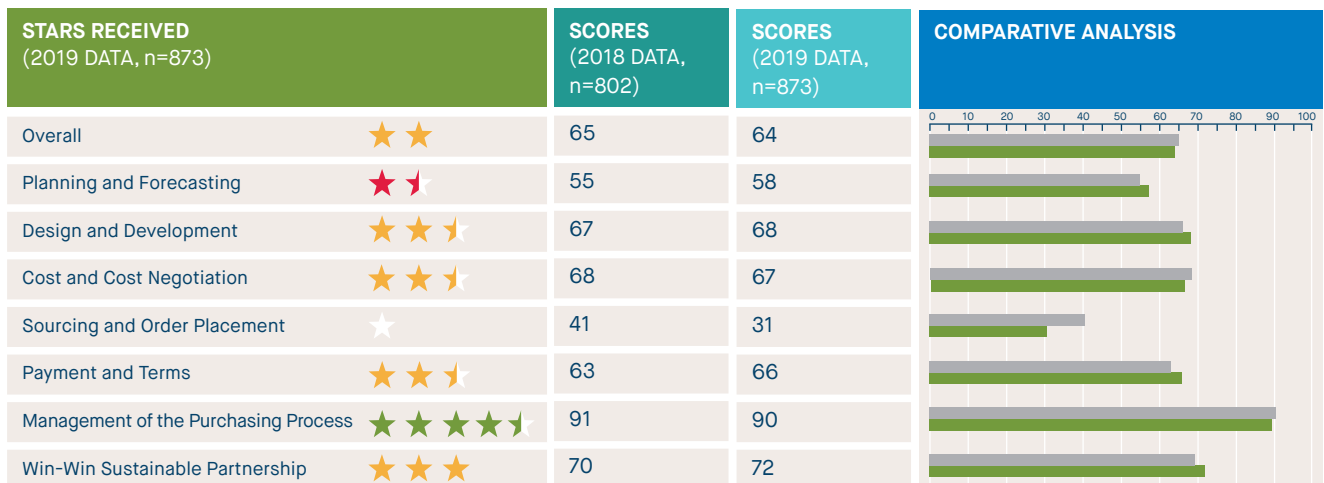 STARS RECEIVED
(2019 DATA, n=873)
SCORES
(2018 DATA,
n=802)
SCORES
(2019 DATA,
n=873)
COMPARATIVE ANALYSIS
0 10 20 30 40 50 60 70 80 90 100
Overall 65 64
Planning and Forecasting 55 58
Design and Development 67 68
Cost and Cost Negotiation 68 67
Sourcing and Order Placement 41 31
Payment and Terms 63 66
Management of the Purchasing Process 91 90
Win-Win Sustainable Partnership 70 72